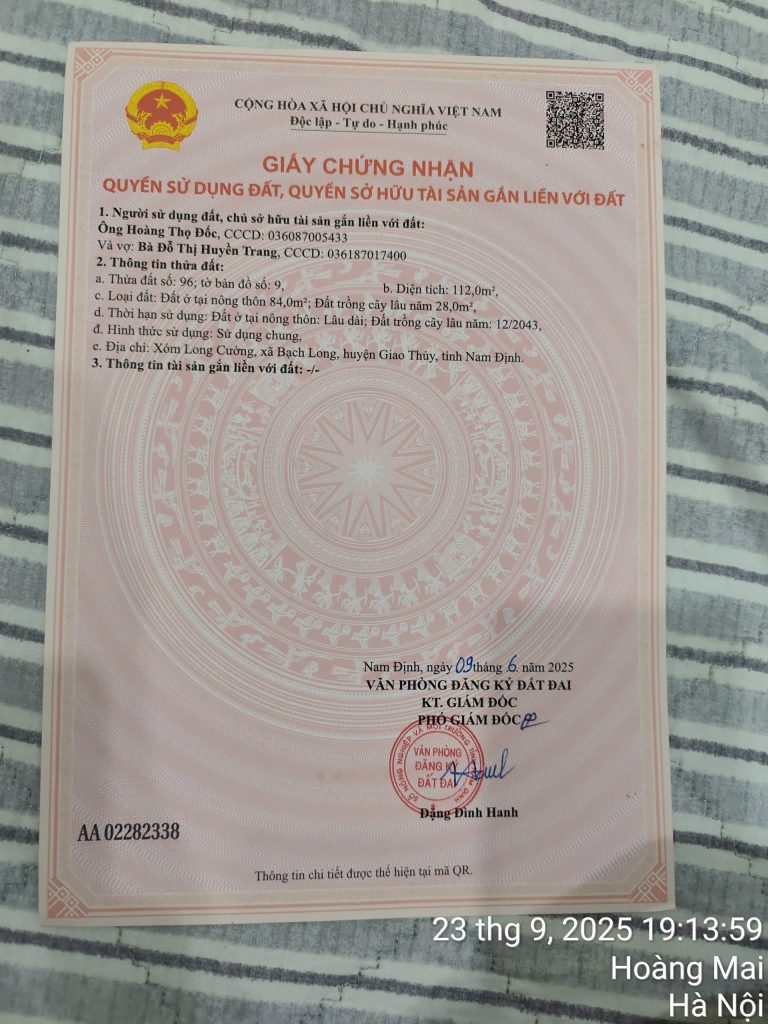 CỘNG HÒA XÃ HỘI CHỦ NGHĨA VIỆT NAM
Độc lập - Tự do - Hạnh phúc
GIẤY CHỨNG NHẬN
QUYỀN SỬ DỤNG ĐẤT, QUYỀN SỞ HỮU TÀI SẢN GẮN LIỀN VỚI ĐẤT
1. Người sử dụng đất, chủ sở hữu tài sản gắn liền với đất:
Ông Hoàng Thọ Đốc, CCCD: 036087005433
Và vợ: Bà Đỗ Thị Huyền Trang, CCCD: 036187017400
2. Thông tin thửa đất:
a. Thửa đất số: 96; tờ bản đồ số: 9, b. Diện tích: 112,0m²,
c. Loại đất: Đất ở tại nông thôn 84,0m²; Đất trồng cây lâu năm 28,0m²;
d. Thời hạn sử dụng: Đất ở tại nông thôn: Lâu dài; Đất trồng cây lâu năm: 12/2043,
đ. Hình thức sử dụng: Sử dụng chung,
e. Địa chỉ: Xóm Long Cường, xã Bạch Long, huyện Giao Thủy, tỉnh Nam Định.
3. Thông tin tài sản gắn liền với đất: -/-
Nam Định, ngày 09 tháng 6. năm 2025
VĂN PHÒNG ĐĂNG KÝ ĐẤT ĐAI
KT. GIÁM ĐỐC
PHÓ GIÁM ĐỐC
SỞ NÔNG NGHIỆP VÀ MÔI TRƯỜNG TỈNH NAM ĐỊNH
VĂN PHÒNG
ĐĂNG KÝ
ĐẤT ĐAI
Đặng Đình Hanh
AA 02282338
Thông tin chi tiết được thể hiện tại mã QR.
23 thg 9, 2025 19:13:59
Hoàng Mai
Hà Nội